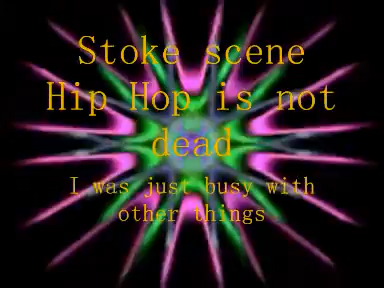 Stoke scene
Hip Hop is not
dead
I was just busy with
other things